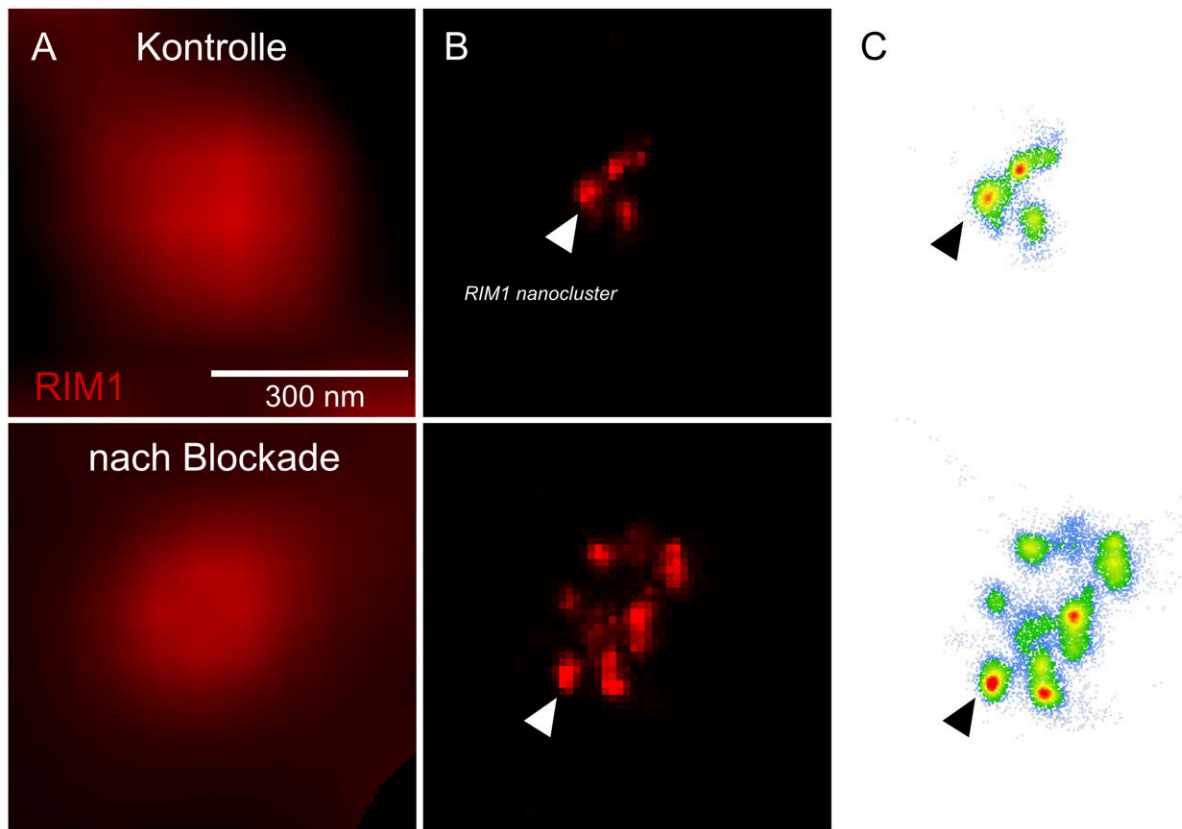 A
Kontrolle
B
C
RIM1 nanocluster
RIM1
300 nm
nach Blockade